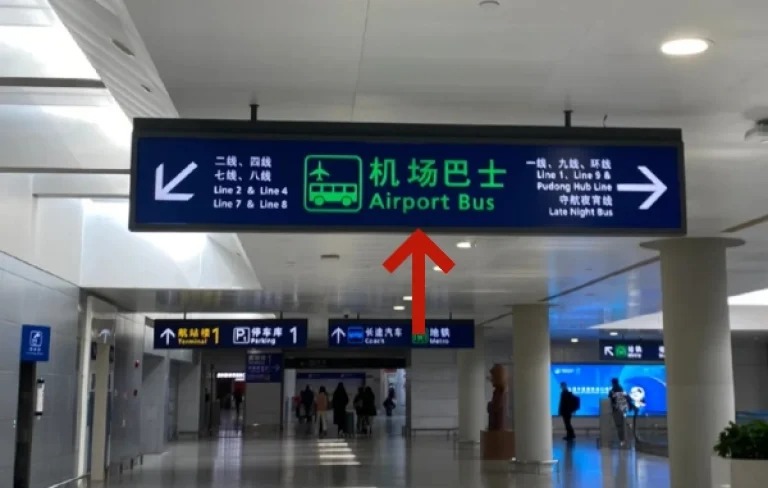 二线、四线
七线、八线
Line 2 & Line 4
Line 7 & Line 8
机场巴士
Airport Bus
一线、九线、环线
Line 1、Line 9 &
Pudong Hub Line
守航夜宵线
Late Night Bus
航站楼1
Terminal
P 停车库 1
Parking
长途汽车
Coach
地铁
Metro
地铁